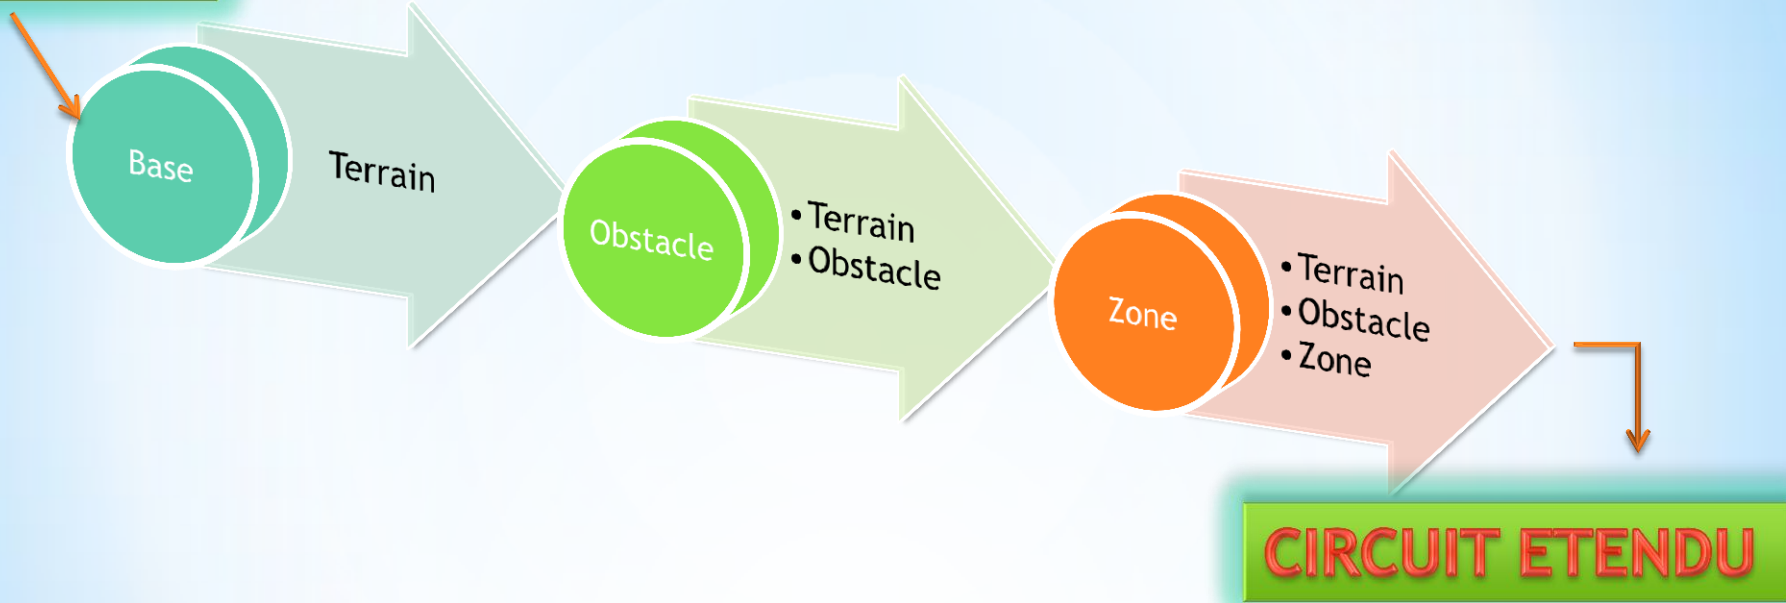 Base
Terrain
Obstacle
• Terrain
• Obstacle
Zone
• Terrain
• Obstacle
• Zone
CIRCUIT ETENDU